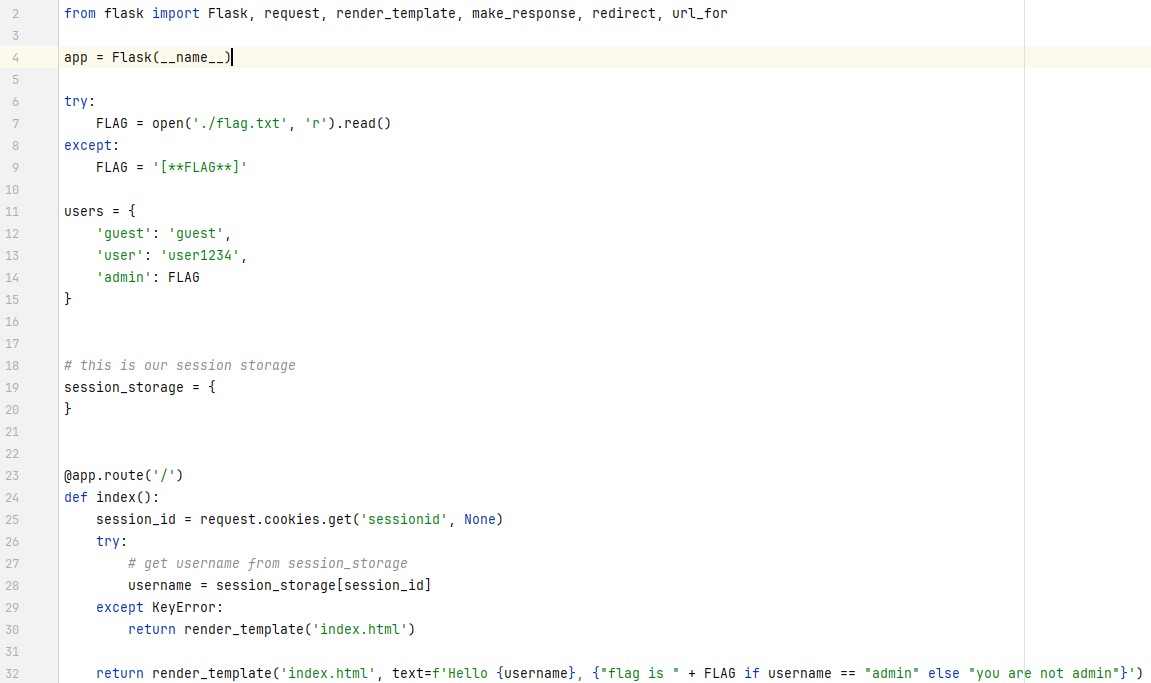 2 from flask import Flask, request, render_template, make_response, redirect, url_for
3
4 app = Flask(__name__)
5
6 try:
7     FLAG = open('./flag.txt', 'r').read()
8 except:
9     FLAG = '[**FLAG**]'
10
11 users = {
12     'guest': 'guest',
13     'user': 'user1234',
14     'admin': FLAG
15 }
16
17
18 # this is our session storage
19 session_storage = {
20 }
21
22
23 @app.route('/')
24 def index():
25     session_id = request.cookies.get('sessionid', None)
26     try:
27         # get username from session_storage
28         username = session_storage[session_id]
29     except KeyError:
30         return render_template('index.html')
31
32     return render_template('index.html', text=f'Hello {username}, {"flag is " + FLAG if username == "admin" else "you are not admin"}')